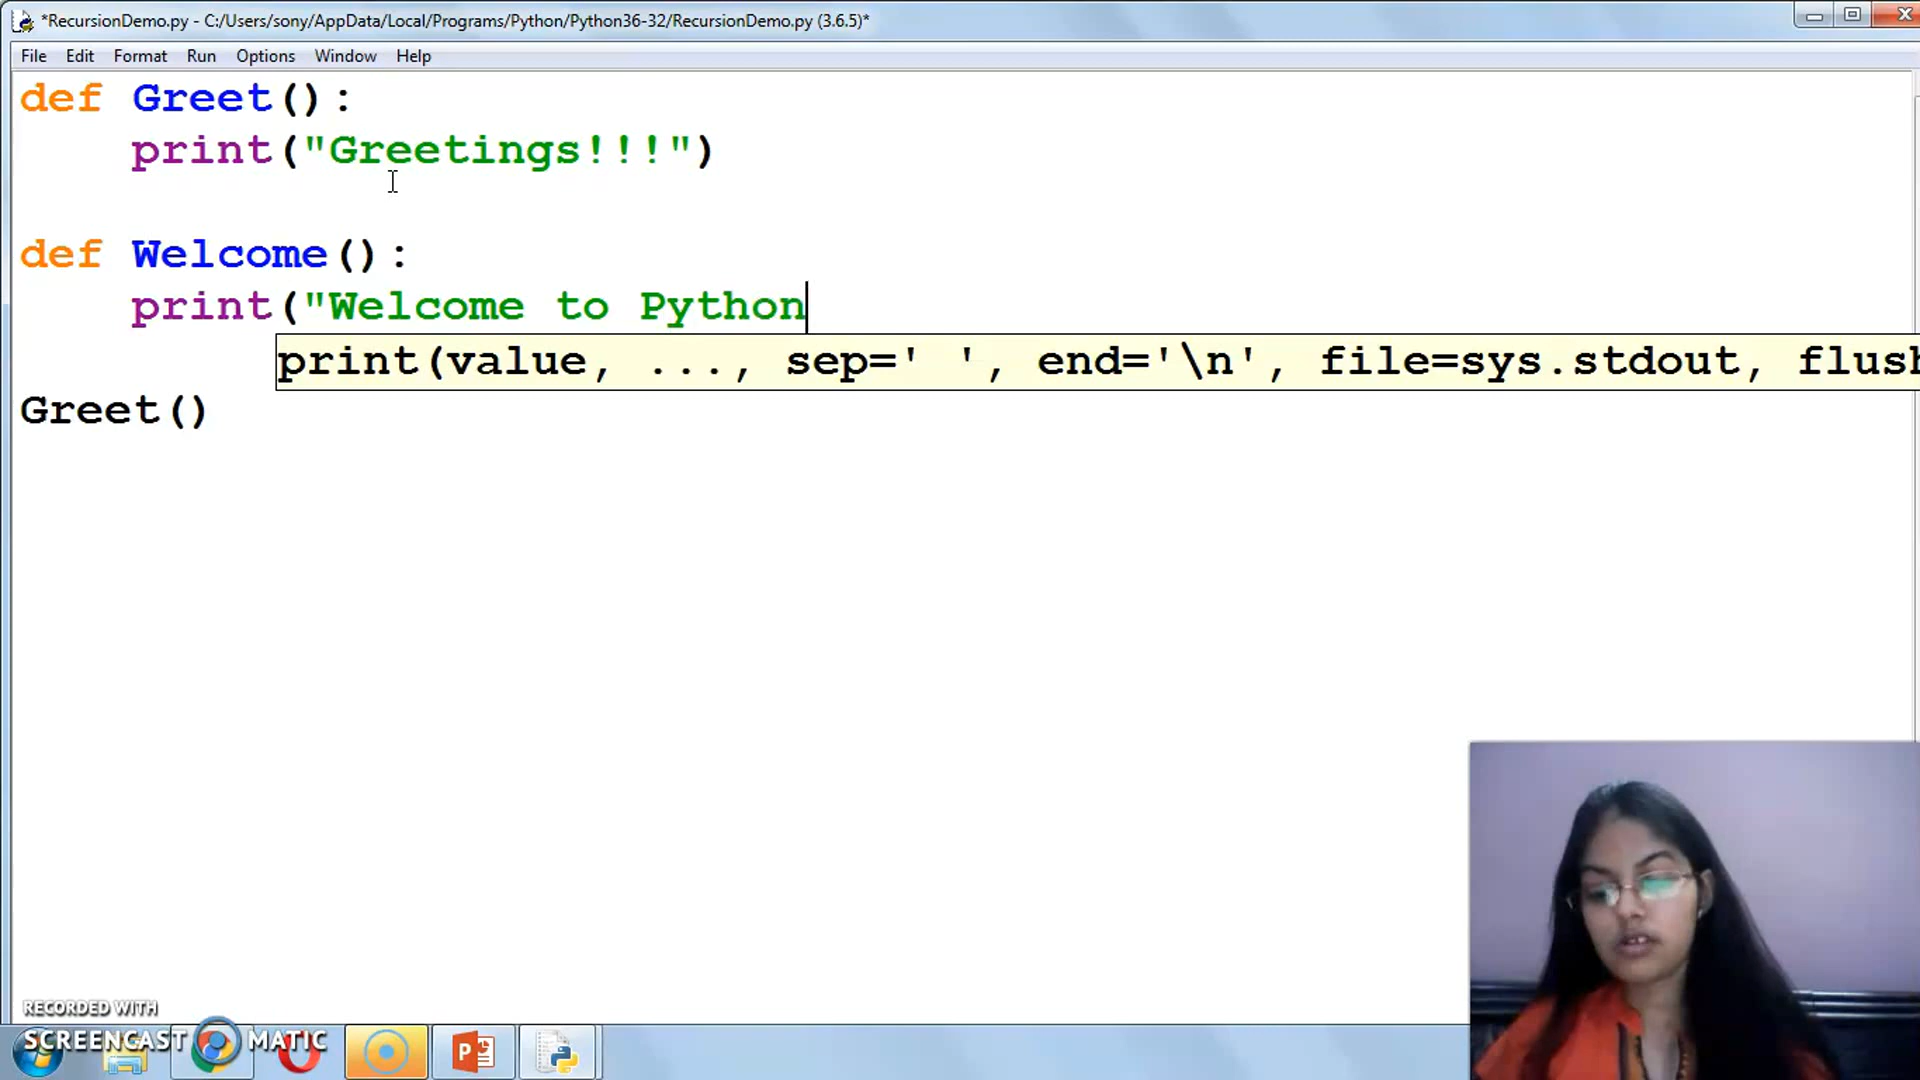 *RecursionDemo.py - C:/Users/sony/AppData/Local/Programs/Python/Python36-32/RecursionDemo.py (3.6.5)*
File Edit Format Run Options Window Help
def Greet():
    print("Greetings!!!")
def Welcome():
    print("Welcome to Python
print(value, ..., sep=' ', end='\n', file=sys.stdout, flush
Greet()
RECORDED WITH
SCREENCAST MATIC